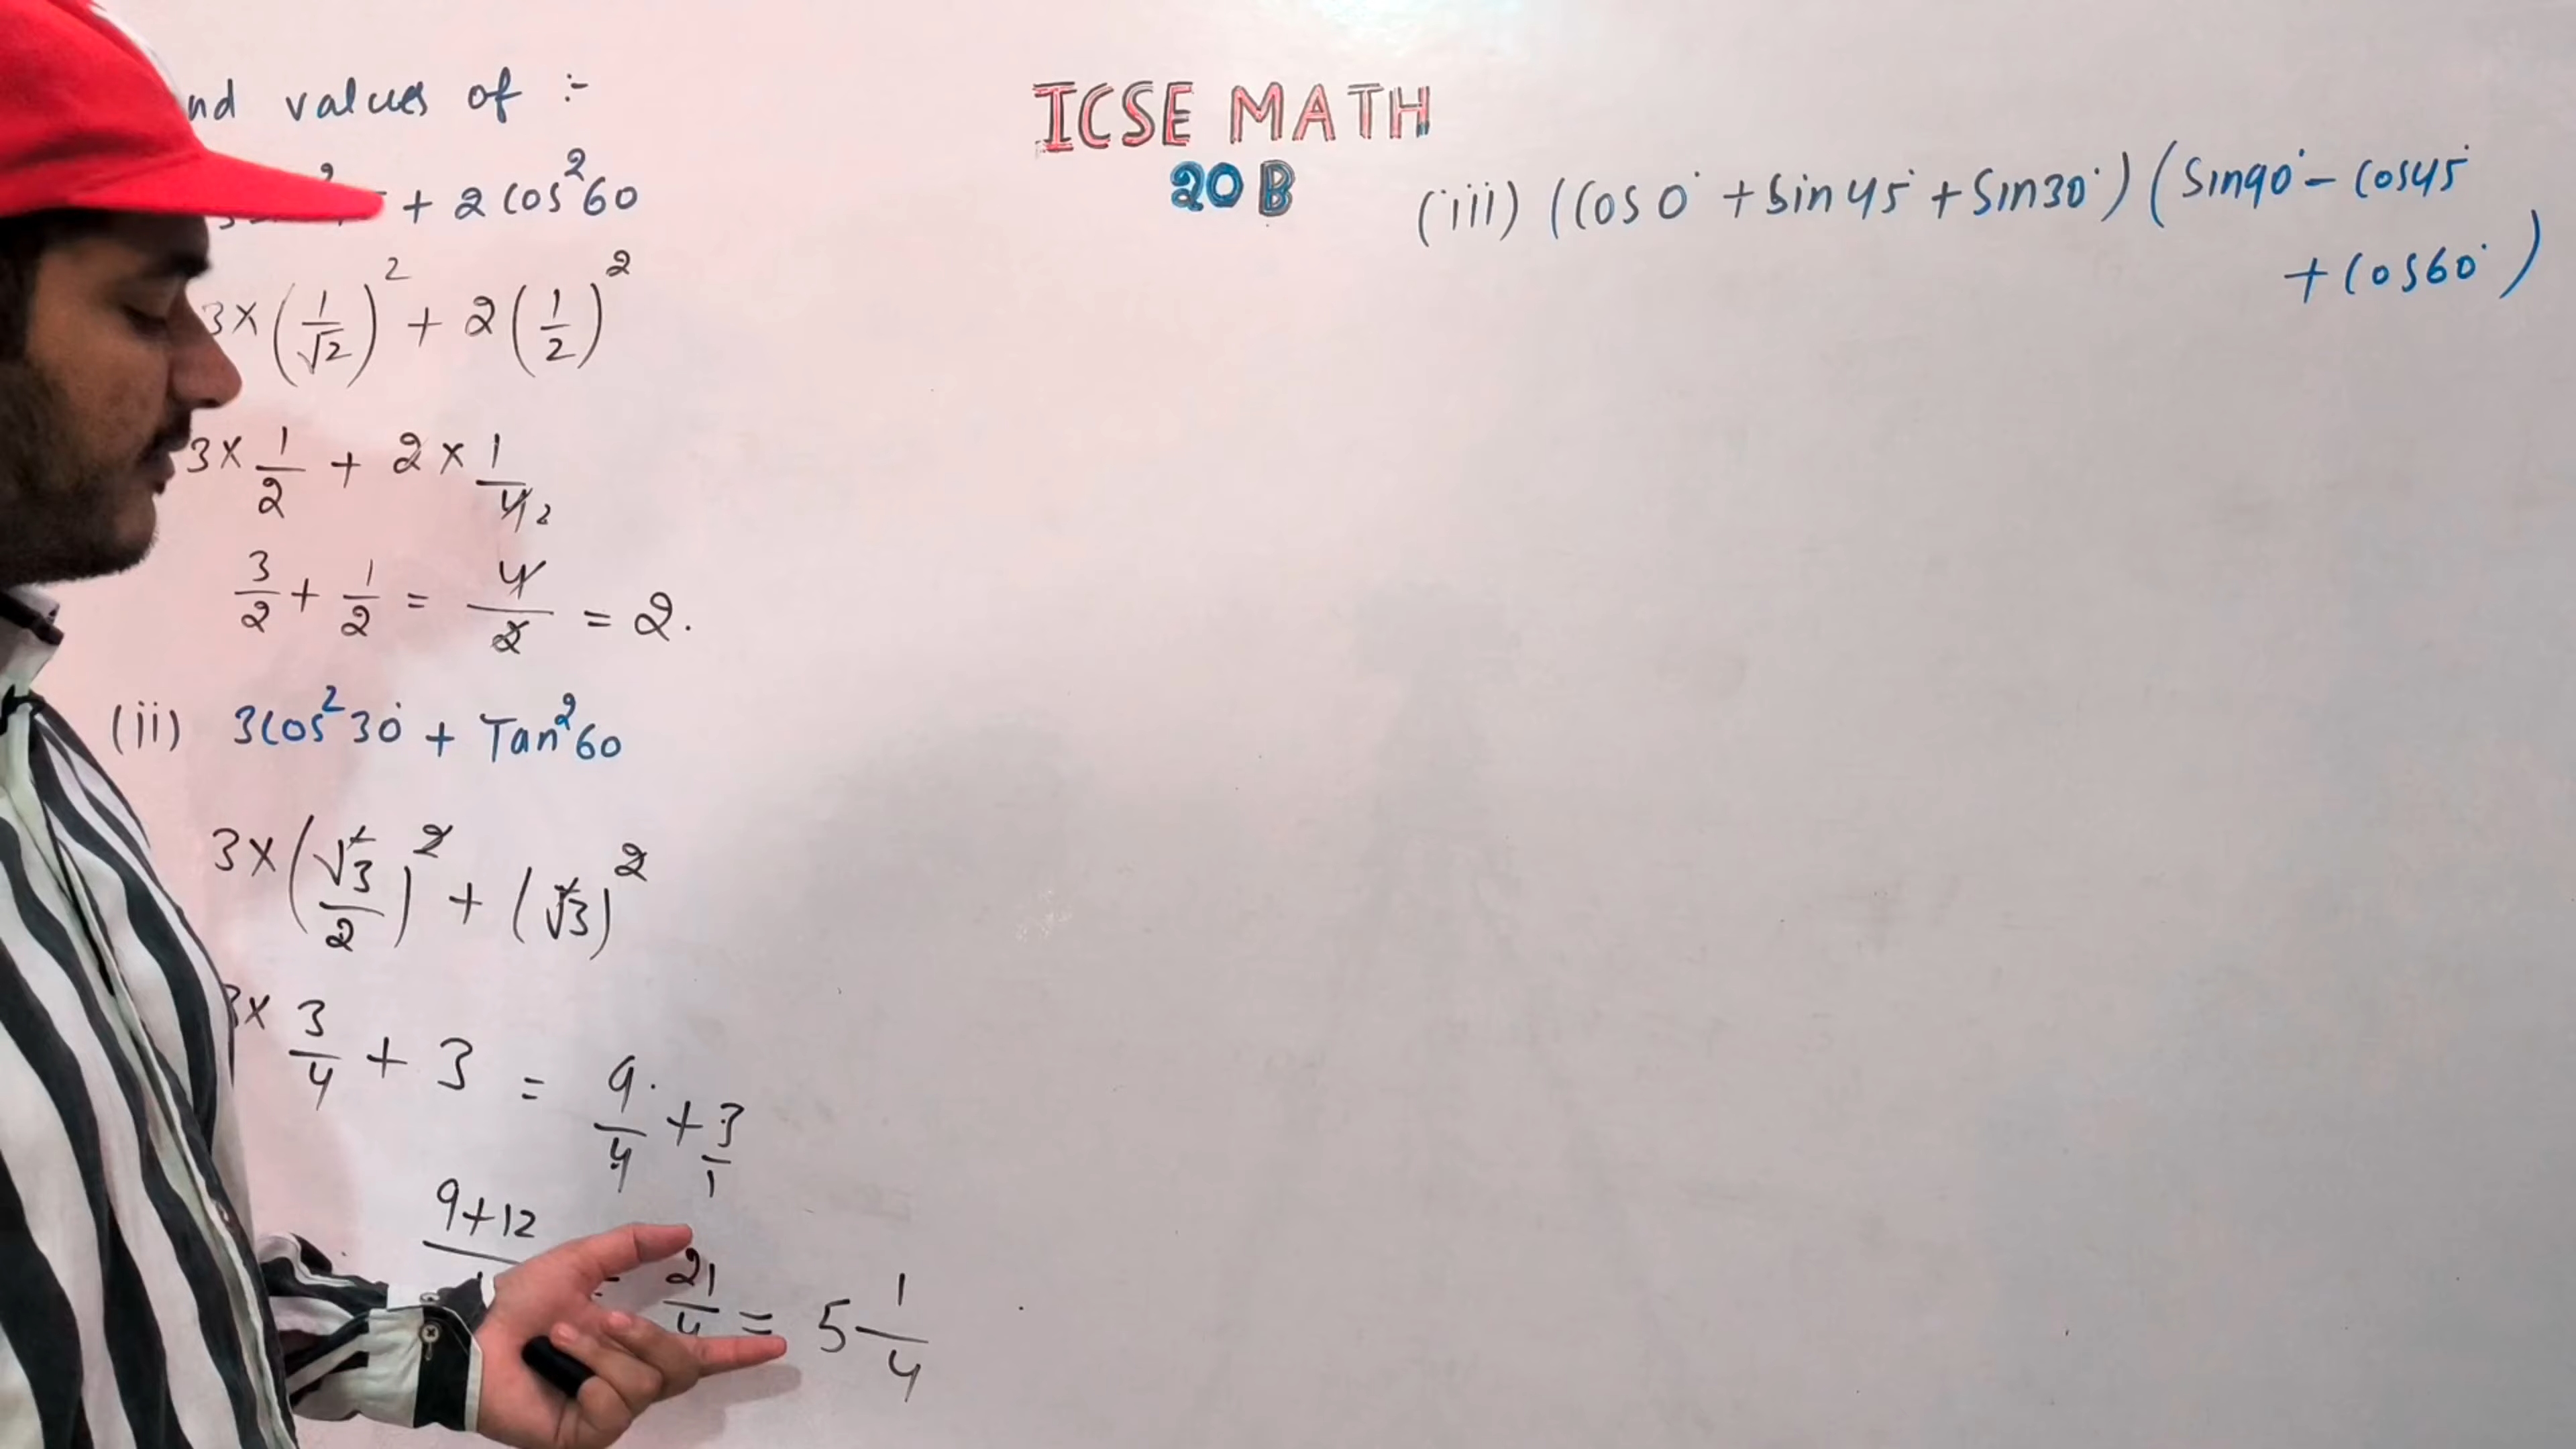 nd values of :-
+ 2 cos²60
3 × (1/√2)² + 2 (1/2)²
3 × 1/2 + 2 × 1/4 2
3/2 + 1/2 = 4/2 = 2.
(ii) 3cos²30° + Tan²60
3 × (√3/2)² + (√3)²
3 × 3/4 + 3 = 9/4 + 3/1
9+12 = 21/4 = 5 1/4
ICSE MATH
20 B
(iii) (Cos 0° + Sin 45° + Sin 30°) (Sin 90° - Cos 45°
+ Cos 60°)